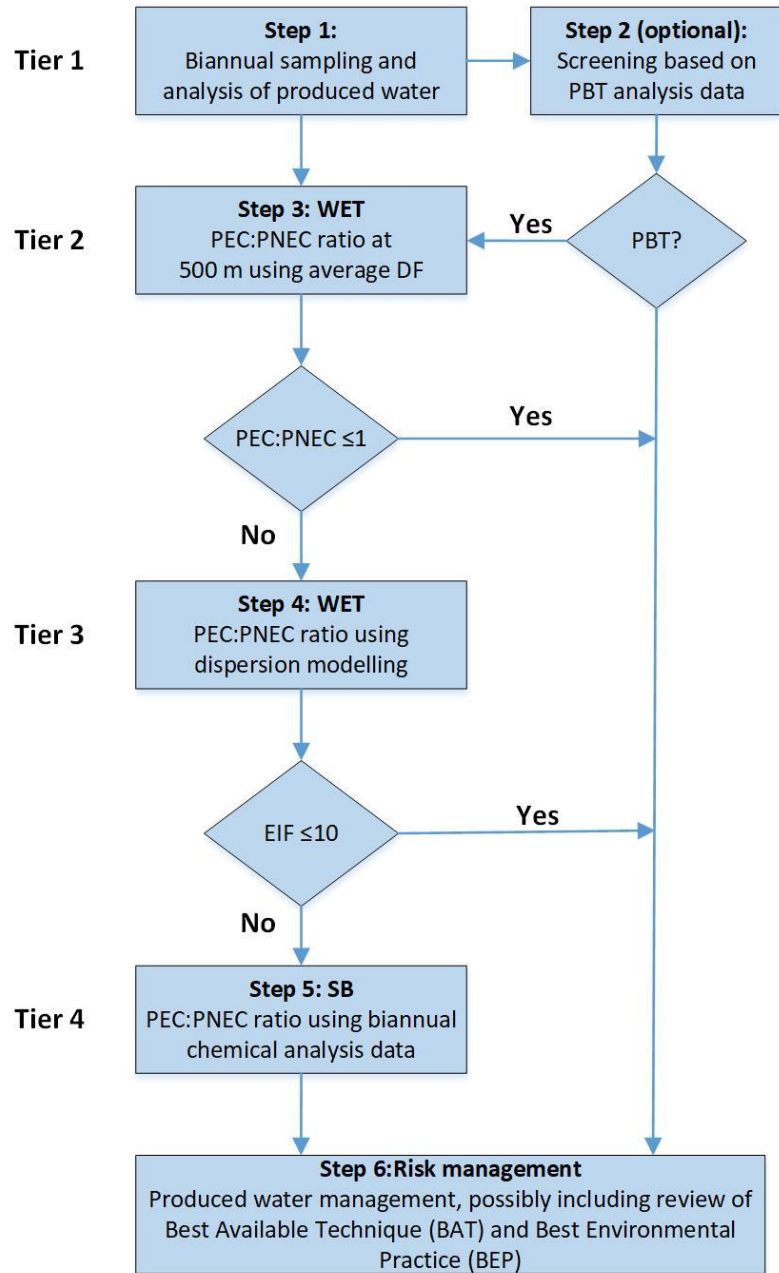 Tier 1
Step 1:
Biannual sampling and
analysis of produced water
Step 2 (optional):
Screening based on
PBT analysis data
Tier 2
Step 3: WET
PEC:PNEC ratio at
500 m using average DF
Yes
PBT?
PEC:PNEC ≤1
Yes
No
Tier 3
Step 4: WET
PEC:PNEC ratio using
dispersion modelling
EIF ≤10
Yes
No
Tier 4
Step 5: SB
PEC:PNEC ratio using biannual
chemical analysis data
Step 6:Risk management
Produced water management, possibly including review of
Best Available Technique (BAT) and Best Environmental
Practice (BEP)